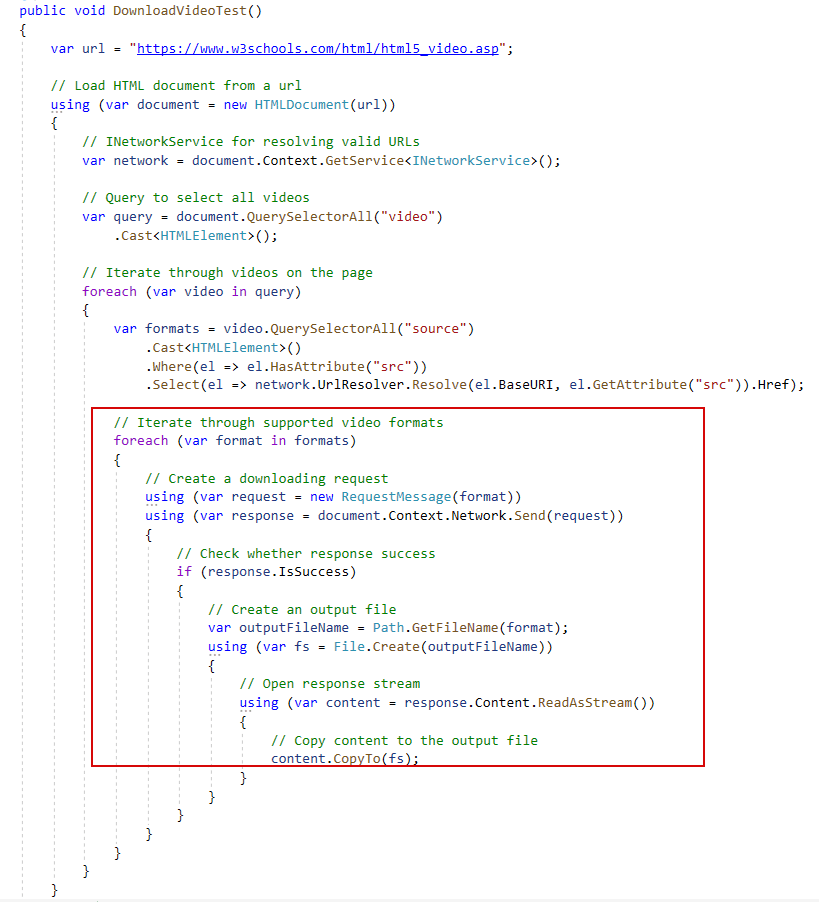 public void DownloadVideoTest()
{
    var url = "https://www.w3schools.com/html/html5_video.asp";

    // Load HTML document from a url
    using (var document = new HTMLDocument(url))
    {
        // INetworkService for resolving valid URLs
        var network = document.Context.GetService<INetworkService>();

        // Query to select all videos
        var query = document.QuerySelectorAll("video")
            .Cast<HTMLElement>();

        // Iterate through videos on the page
        foreach (var video in query)
        {
            var formats = video.QuerySelectorAll("source")
                .Cast<HTMLElement>()
                .Where(el => el.HasAttribute("src"))
                .Select(el => network.UrlResolver.Resolve(el.BaseURI, el.GetAttribute("src")).Href);

            // Iterate through supported video formats
            foreach (var format in formats)
            {
                // Create a downloading request
                using (var request = new RequestMessage(format))
                using (var response = document.Context.Network.Send(request))
                {
                    // Check whether response success
                    if (response.IsSuccess)
                    {
                        // Create an output file
                        var outputFileName = Path.GetFileName(format);
                        using (var fs = File.Create(outputFileName))
                        {
                            // Open response stream
                            using (var content = response.Content.ReadAsStream())
                            {
                                // Copy content to the output file
                                content.CopyTo(fs);
                            }
                        }
                    }
                }
            }
        }
    }